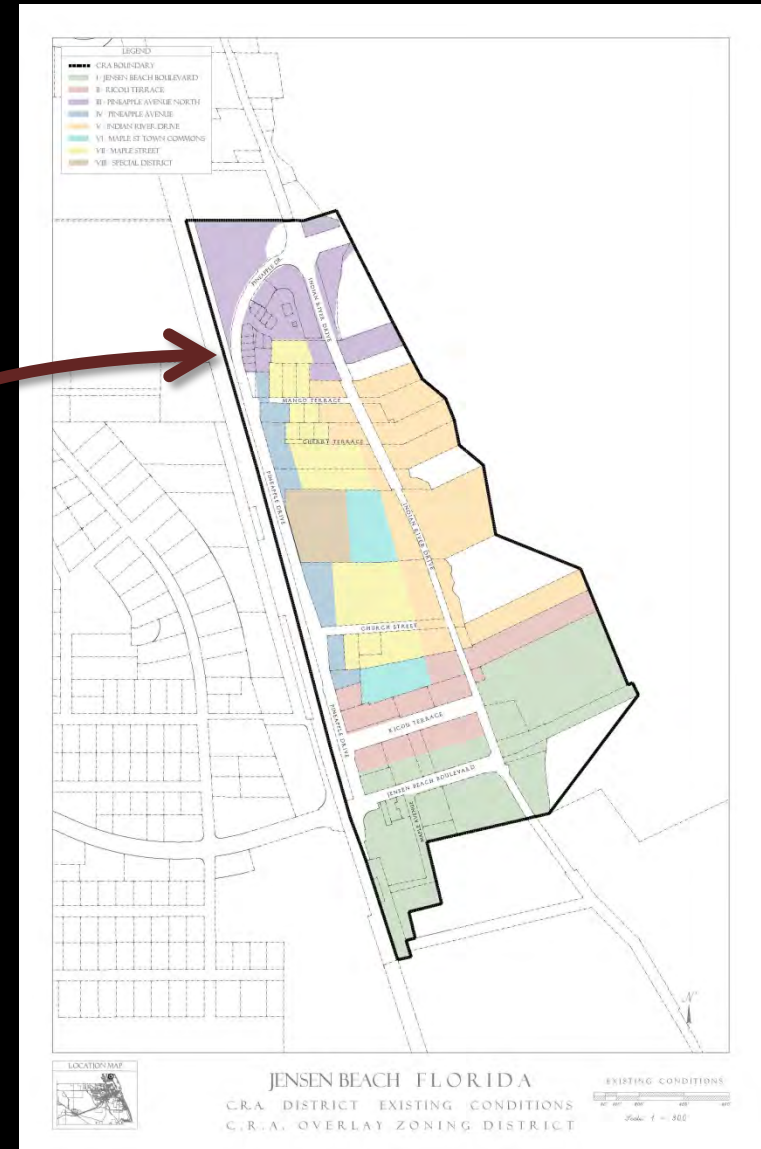 LEGEND
CRA BOUNDARY
I - JENSEN BEACH BOULEVARD
II - RICOU TERRACE
III - PINEAPPLE AVENUE NORTH
IV - PINEAPPLE AVENUE
V - INDIAN RIVER DRIVE
VI - MAPLE ST TOWN COMMONS
VII - MAPLE STREET
VIII - SPECIAL DISTRICT
PINEAPPLE DR.
INDIAN RIVER DRIVE
MANGO TERRACE
CHERRY TERRACE
PINEAPPLE DRIVE
INDIAN RIVER DRIVE
CHURCH STREET
PINEAPPLE DRIVE
RICOU TERRACE
JENSEN BEACH BOULEVARD
MAPLE AVENUE
N
LOCATION MAP
JENSEN BEACH FLORIDA
C.R.A. DISTRICT EXISTING CONDITIONS
C.R.A. OVERLAY ZONING DISTRICT
EXISTING CONDITIONS